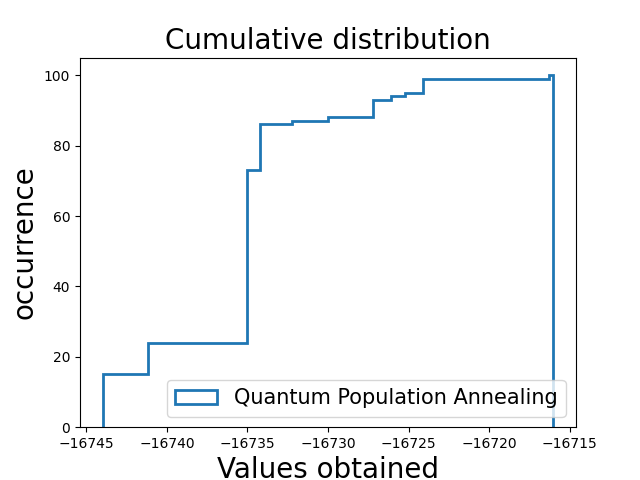 Cumulative distribution
100
80
60
40
20
0
occurrence
Quantum Population Annealing
−16745 −16740 −16735 −16730 −16725 −16720 −16715
Values obtained